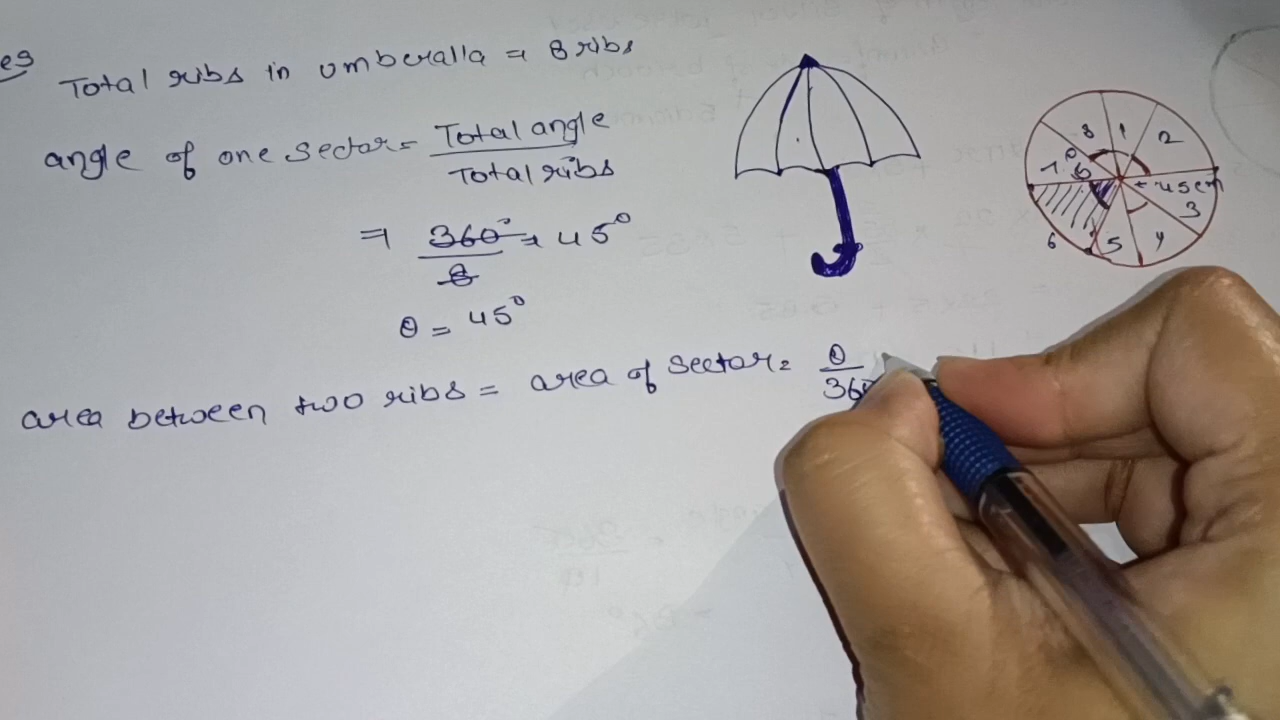 es
Total ribs in umberalla = 8 ribs
angle of one sector = Total angle / Total ribs
⇒ 360° / 8 = 45°
θ = 45°
area between two ribs = area of sector = θ / 360
8 1 2
7 45cm
3
6 5 4